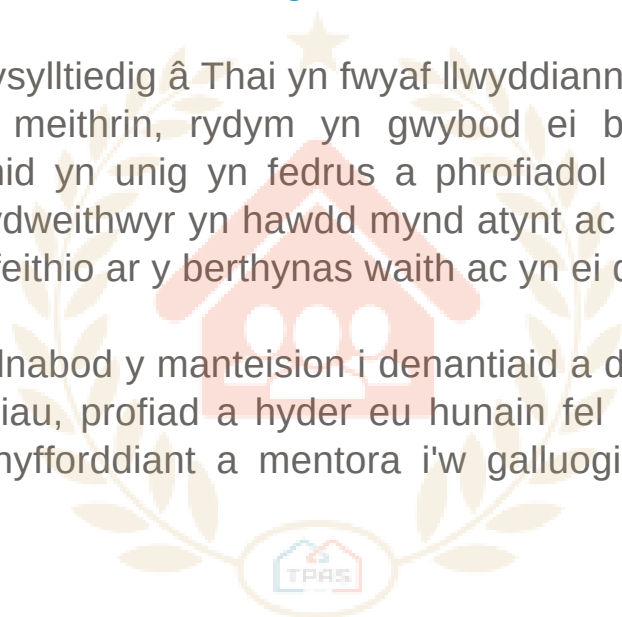 ysylltiedig â Thai yn fwyaf llwyddiann
meithrin, rydym yn gwybod ei b
nid yn unig yn fedrus a phrofiadol
ydweithwyr yn hawdd mynd atynt ac
feithio ar y berthynas waith ac yn ei d
dnabod y manteision i denantiaid a d
iau, profiad a hyder eu hunain fel
hyfforddiant a mentora i'w galluogi
TPAS